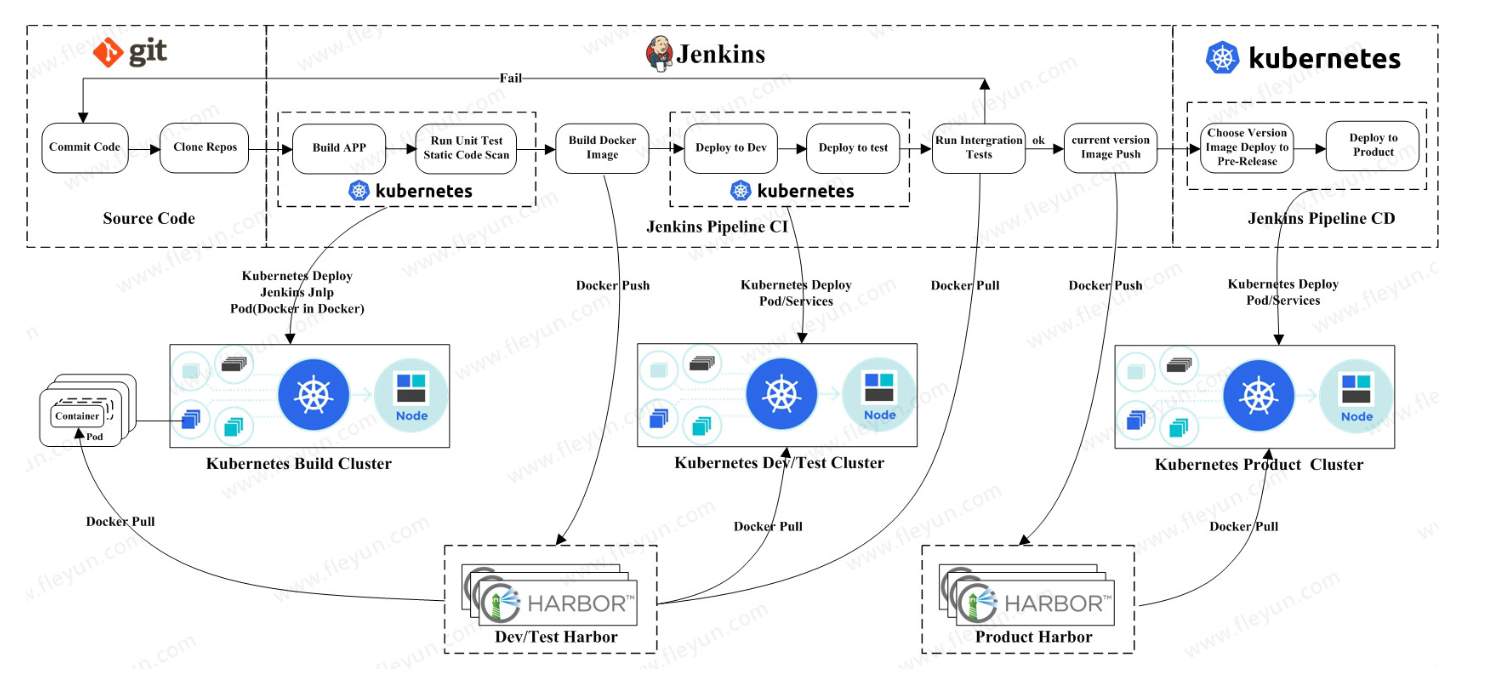 git
Jenkins
kubernetes
Fail
Commit Code
Clone Repos
Build APP
Run Unit Test
Static Code Scan
Build Docker
Image
Deploy to Dev
Deploy to test
Run Intergration
Tests
ok
current version
Image Push
Choose Version
Image Deploy to
Pre-Release
Deploy to
Product
kubernetes
kubernetes
Source Code
Jenkins Pipeline CI
Jenkins Pipeline CD
Kubernetes Deploy
Jenkins Jnlp
Pod(Docker in Docker)
Docker Push
Kubernetes Deploy
Pod/Services
Docker Pull
Docker Push
Kubernetes Deploy
Pod/Services
Container
Pod
Node
Node
Node
Kubernetes Build Cluster
Kubernetes Dev/Test Cluster
Kubernetes Product Cluster
Docker Pull
Docker Pull
Docker Pull
HARBOR™
HARBOR™
Dev/Test Harbor
Product Harbor
www.fleyun.com